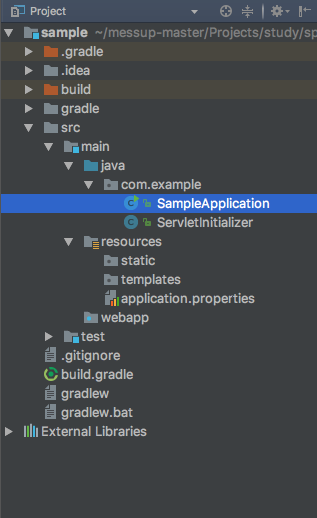 Project
sample ~/messup-master/Projects/study/sp
.gradle
.idea
build
gradle
src
main
java
com.example
SampleApplication
ServletInitializer
resources
static
templates
application.properties
webapp
test
.gitignore
build.gradle
gradlew
gradlew.bat
External Libraries